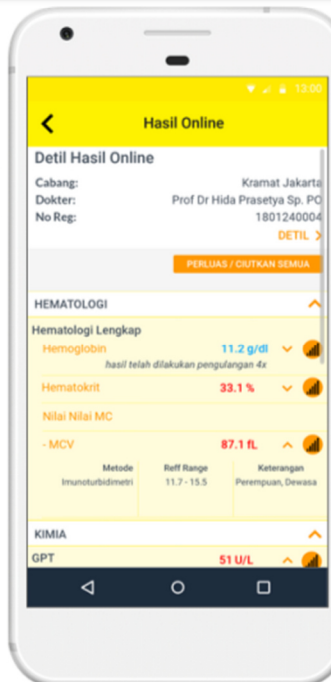 13:00
Hasil Online
Detil Hasil Online
Cabang: Kramat Jakarta
Dokter: Prof Dr Hida Prasetya Sp. PC
No Reg: 1801240004
DETIL
PERLUAS / CIUTKAN SEMUA
HEMATOLOGI
Hematologi Lengkap
Hemoglobin 11.2 g/dl
hasil telah dilakukan pengulangan 4x
Hematokrit 33.1 %
Nilai Nilai MC
- MCV 87.1 fL
Metode Reff Range Keterangan
Imunoturbidimetri 11.7 - 15.5 Perempuan, Dewasa
KIMIA
GPT 51 U/L